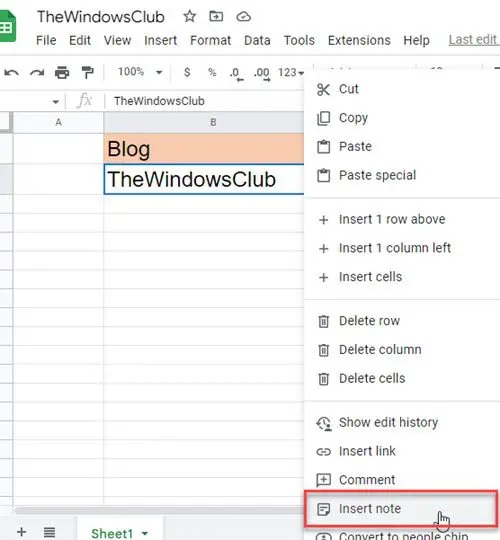 TheWindowsClub
File Edit View Insert Format Data Tools Extensions Help Last edit
100% $ % .0 .00 123
fx TheWindowsClub
A B
Blog
TheWindowsClub
Cut
Copy
Paste
Paste special
Insert 1 row above
Insert 1 column left
Insert cells
Delete row
Delete column
Delete cells
Show edit history
Insert link
Comment
Insert note
Convert to people chip
Sheet1